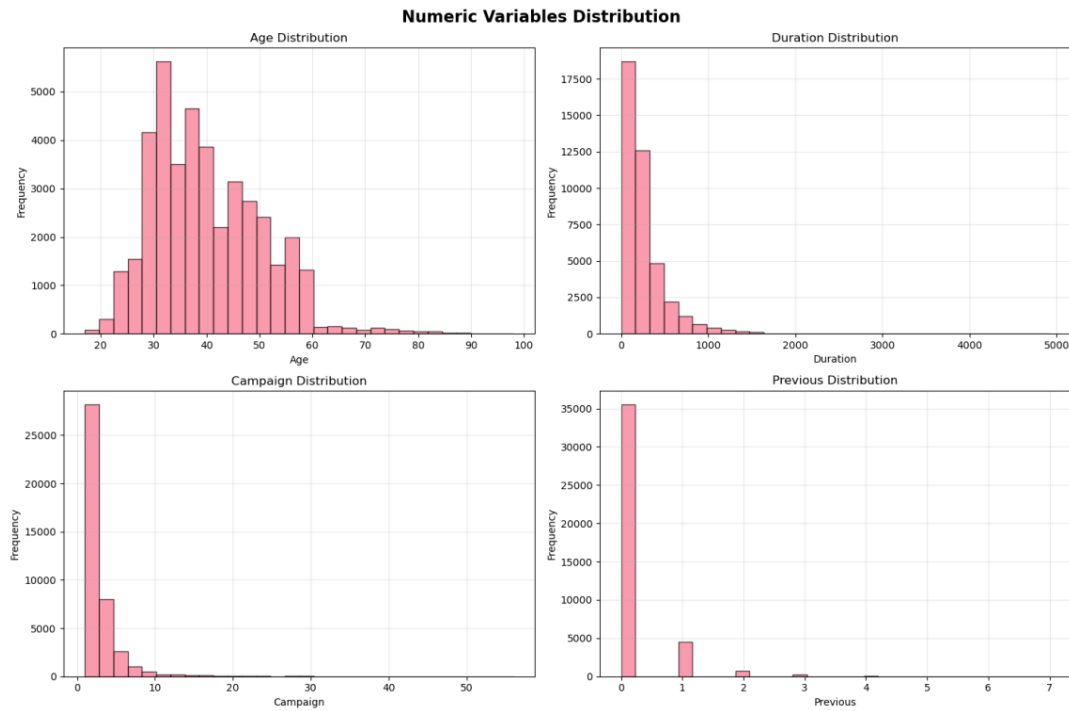 Numeric Variables Distribution
Age Distribution
Frequency
5000
4000
3000
2000
1000
0
20 30 40 50 60 70 80 90 100
Age
Duration Distribution
Frequency
17500
15000
12500
10000
7500
5000
2500
0
0 1000 2000 3000 4000 5000
Duration
Campaign Distribution
Frequency
25000
20000
15000
10000
5000
0
0 10 20 30 40 50
Campaign
Previous Distribution
Frequency
35000
30000
25000
20000
15000
10000
5000
0
0 1 2 3 4 5 6 7
Previous